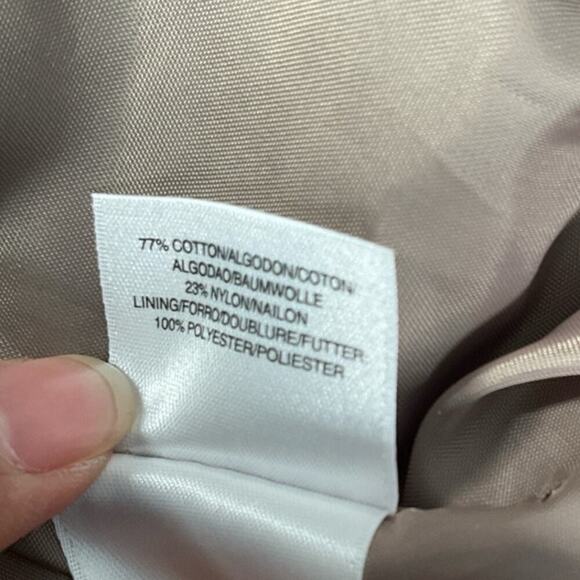 77% COTTON/ALGODON/COTON/
ALGODAO/BAUMWOLLE
23% NYLON/NAILON
LINING/FORRO/DOUBLURE/FUTTER
100% POLYESTER/POLIESTER